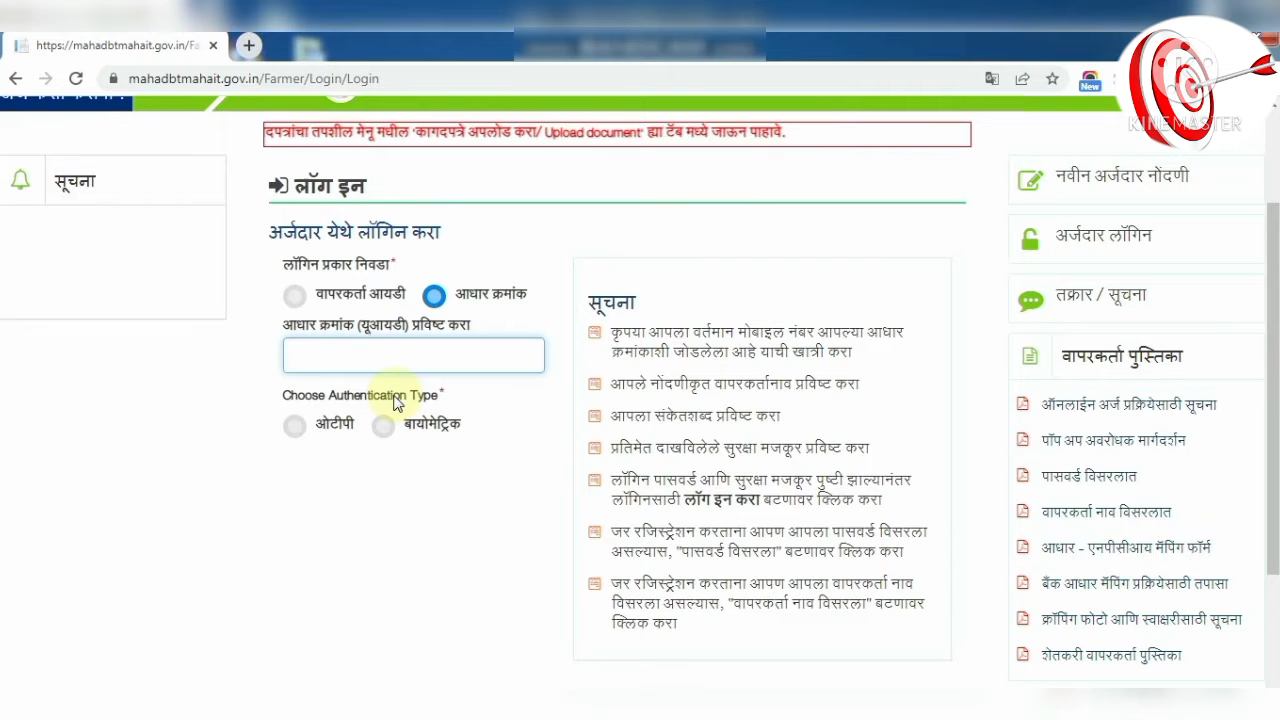 https://mahadbtmahait.gov.in/Fa
mahadbtmahait.gov.in/Farmer/Login/Login
New
KINEMASTER
दपत्रांचा तपशील मेनू मधील 'कागदपत्रे अपलोड करा/ Upload document' ह्या टॅब मध्ये जाऊन पाहावे.
सूचना
लॉग इन
अर्जदार येथे लॉगिन करा
लॉगिन प्रकार निवडा*
वापरकर्ता आयडी
आधार क्रमांक
आधार क्रमांक (यूआयडी) प्रविष्ट करा
Choose Authentication Type*
ओटीपी
बायोमेट्रिक
सूचना
कृपया आपला वर्तमान मोबाइल नंबर आपल्या आधार
क्रमांकाशी जोडलेला आहे याची खात्री करा
आपले नोंदणीकृत वापरकर्तानाव प्रविष्ट करा
आपला संकेतशब्द प्रविष्ट करा
प्रतिमेत दाखविलेले सुरक्षा मजकूर प्रविष्ट करा
लॉगिन पासवर्ड आणि सुरक्षा मजकूर पुष्टी झाल्यानंतर
लॉगिनसाठी लॉग इन करा बटणावर क्लिक करा
जर रजिस्ट्रेशन करताना आपण आपला पासवर्ड विसरला
असल्यास, "पासवर्ड विसरला" बटणावर क्लिक करा
जर रजिस्ट्रेशन करताना आपण आपला वापरकर्ता नाव
विसरला असल्यास, "वापरकर्ता नाव विसरला" बटणावर
क्लिक करा
नवीन अर्जदार नोंदणी
अर्जदार लॉगिन
तक्रार / सूचना
वापरकर्ता पुस्तिका
ऑनलाईन अर्ज प्रक्रियेसाठी सूचना
पॉप अप अवरोधक मार्गदर्शन
पासवर्ड विसरलात
वापरकर्ता नाव विसरलात
आधार - एनपीसीआय मॅपिंग फॉर्म
बँक आधार मॅपिंग प्रक्रियेसाठी तपासा
क्रॉपिंग फोटो आणि स्वाक्षरीसाठी सूचना
शेतकरी वापरकर्ता पुस्तिका